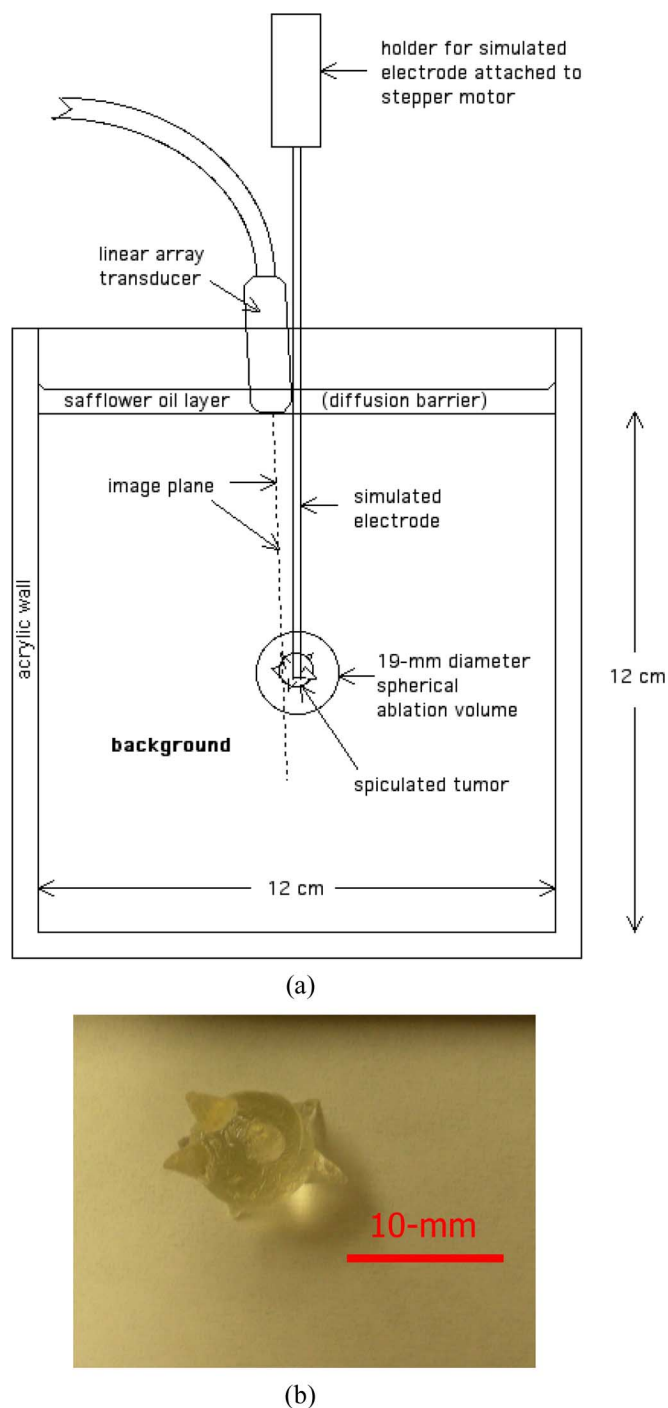 holder for simulated
electrode attached to
stepper motor
linear array
transducer
safflower oil layer
(diffusion barrier)
image plane
simulated
electrode
acrylic wall
19-mm diameter
spherical
ablation volume
12 cm
background
spiculated tumor
12 cm
(a)
10-mm
(b)